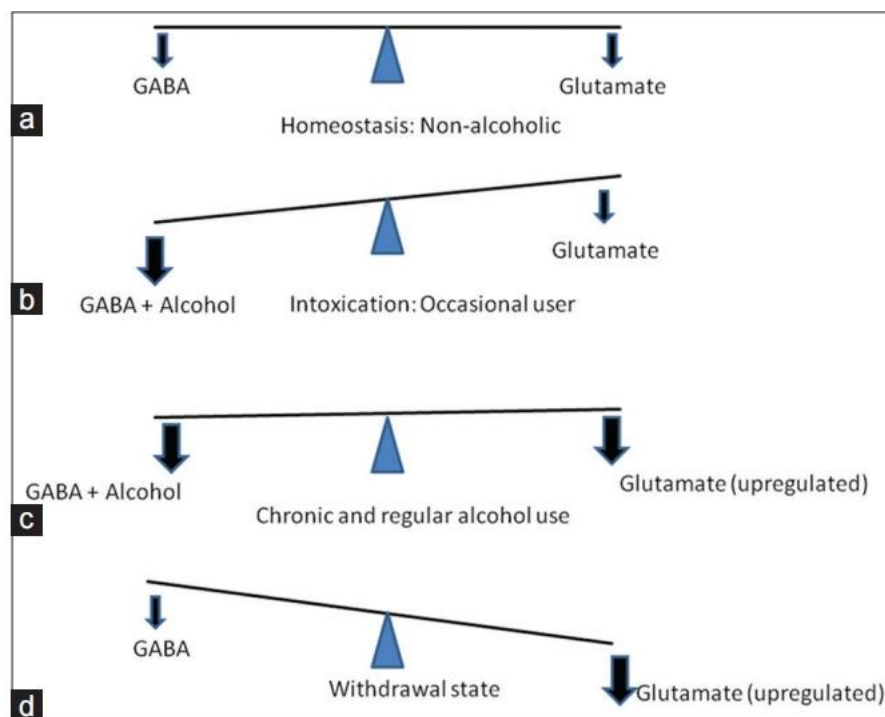 GABA
Glutamate
a
Homeostasis: Non-alcoholic
Glutamate
b
GABA + Alcohol
Intoxication: Occasional user
GABA + Alcohol
Glutamate (upregulated)
c
Chronic and regular alcohol use
GABA
Withdrawal state
Glutamate (upregulated)
d